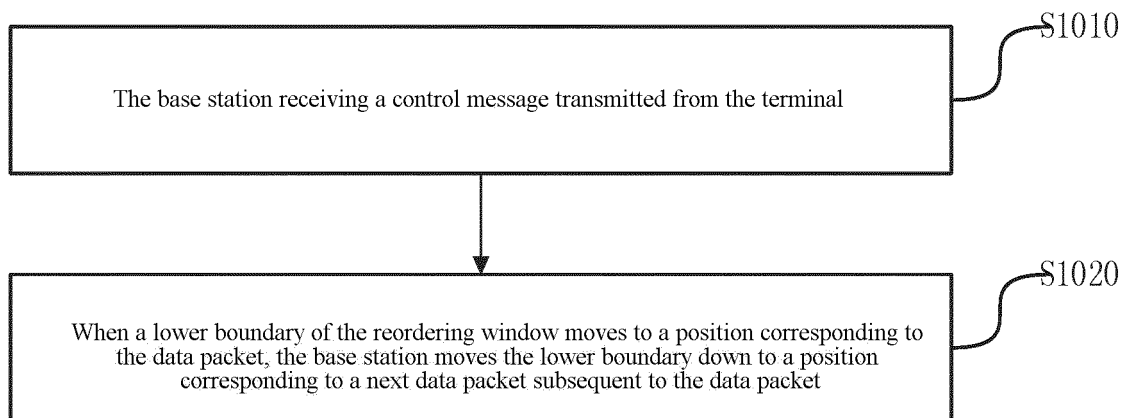 S1010
The base station receiving a control message transmitted from the terminal
S1020
When a lower boundary of the reordering window moves to a position corresponding to
the data packet, the base station moves the lower boundary down to a position
corresponding to a next data packet subsequent to the data packet